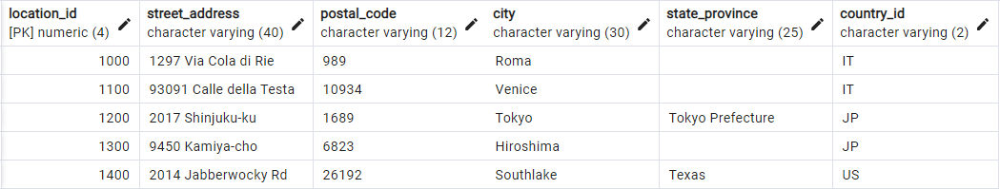 location_id street_address postal_code city state_province country_id
[PK] numeric (4) character varying (40) character varying (12) character varying (30) character varying (25) character varying (2)
1000 1297 Via Cola di Rie 989 Roma IT
1100 93091 Calle della Testa 10934 Venice IT
1200 2017 Shinjuku-ku 1689 Tokyo Tokyo Prefecture JP
1300 9450 Kamiya-cho 6823 Hiroshima JP
1400 2014 Jabberwocky Rd 26192 Southlake Texas US